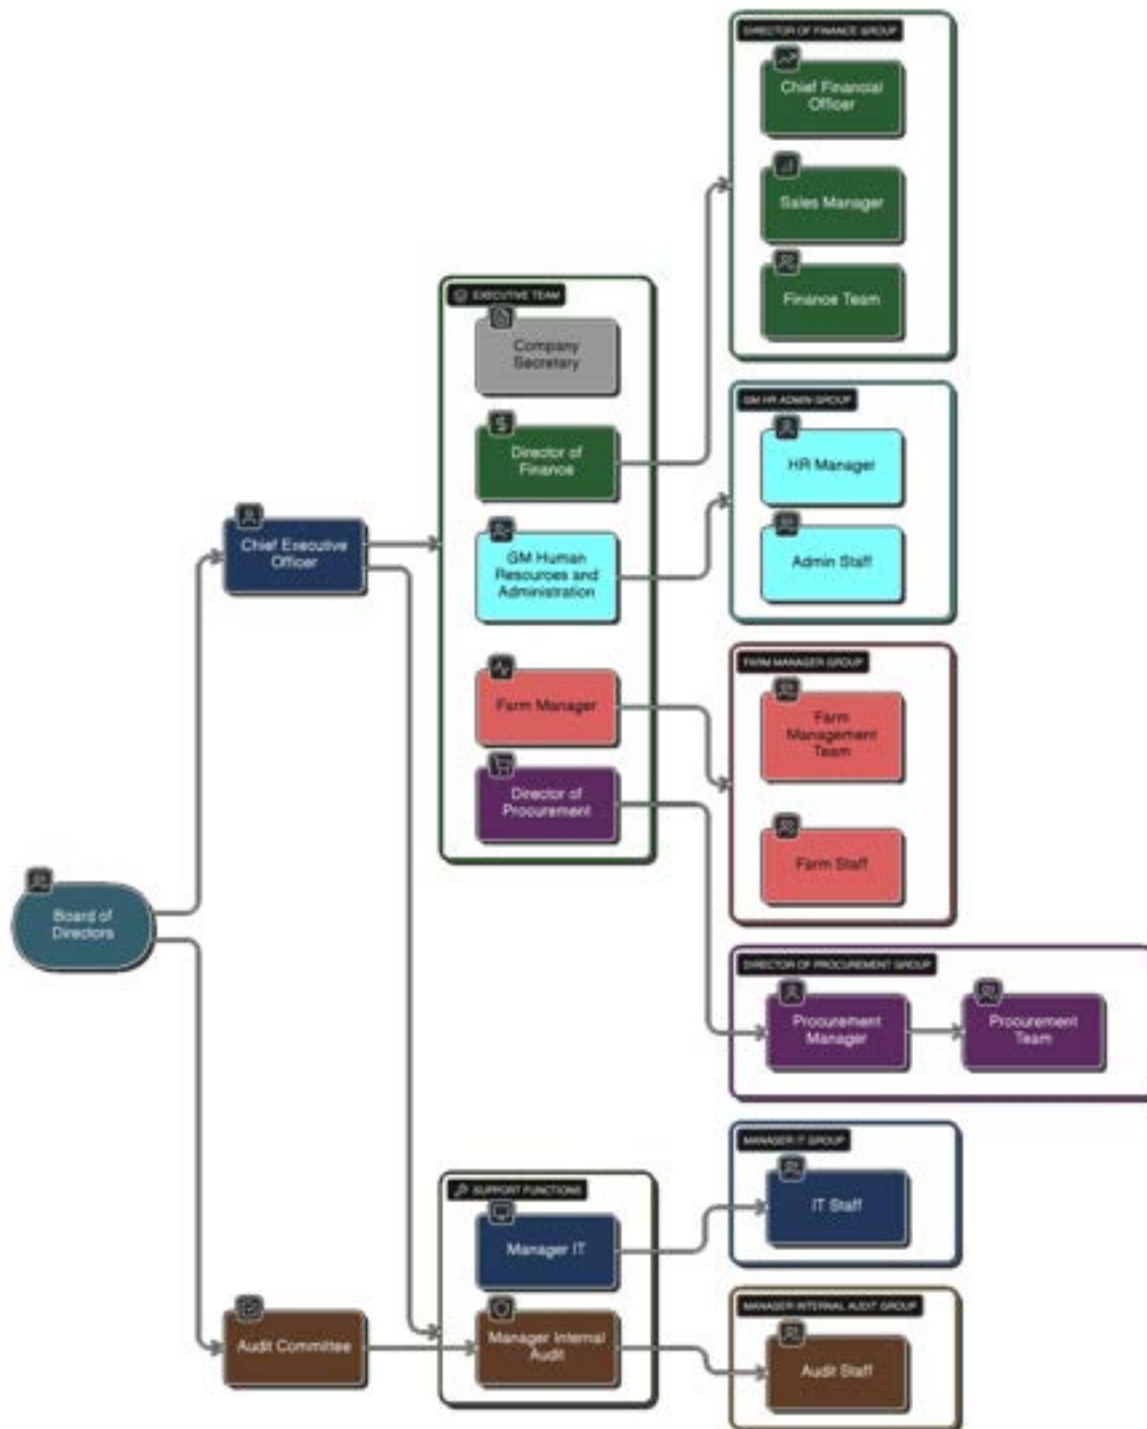 DIRECTOR OF FINANCE GROUP
Chief Financial
Officer
Sales Manager
Finance Team
EXECUTIVE TEAM
Company
Secretary
Director of
Finance
GM Human
Resources and
Administration
Farm Manager
Director of
Procurement
GM HR ADMIN GROUP
HR Manager
Admin Staff
Chief Executive
Officer
FARM MANAGER GROUP
Farm
Management
Team
Farm Staff
Board of
Directors
DIRECTOR OF PROCUREMENT GROUP
Procurement
Manager
Procurement
Team
SUPPORT FUNCTIONS
Manager IT
Manager Internal
Audit
MANAGER IT GROUP
IT Staff
Audit Committee
MANAGER INTERNAL AUDIT GROUP
Audit Staff